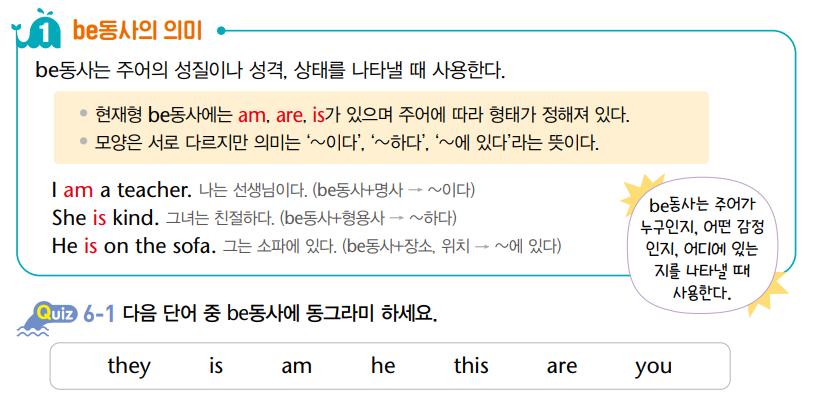 1 be동사의 의미
be동사는 주어의 성질이나 성격, 상태를 나타낼 때 사용한다.
● 현재형 be동사에는 am, are, is가 있으며 주어에 따라 형태가 정해져 있다.
● 모양은 서로 다르지만 의미는 ‘～이다’, ‘～하다’, ‘～에 있다’라는 뜻이다.
I am a teacher. 나는 선생님이다. (be동사+명사 → ～이다)
She is kind. 그녀는 친절하다. (be동사+형용사 → ～하다)
He is on the sofa. 그는 소파에 있다. (be동사+장소, 위치 → ～에 있다)
be동사는 주어가
누구인지, 어떤 감정
인지, 어디에 있는
지를 나타낼 때
사용한다.
Quiz 6-1 다음 단어 중 be동사에 동그라미 하세요.
they is am he this are you